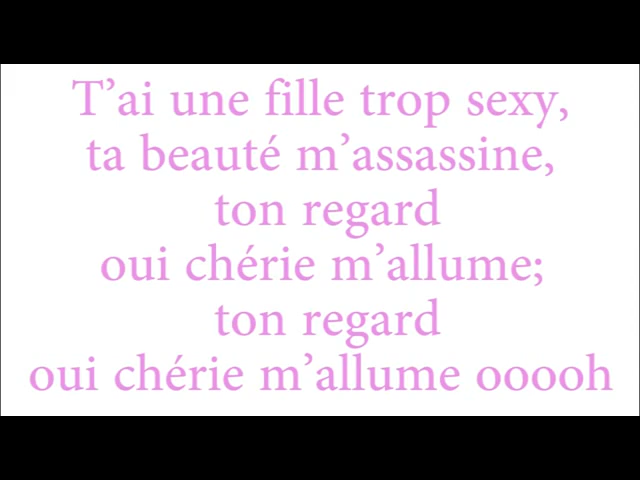 T’ai une fille trop sexy,
ta beauté m’assassine,
ton regard
oui chérie m’allume;
ton regard
oui chérie m’allume ooooh